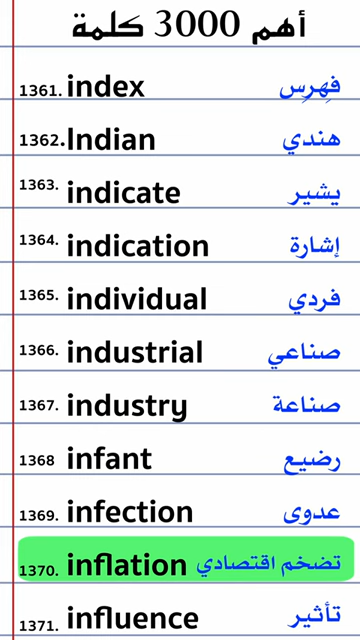 أهم 3000 كلمة
1361. index فِهرِس
1362. Indian هندي
1363. indicate يشير
1364. indication إشارة
1365. individual فردي
1366. industrial صناعي
1367. industry صناعة
1368 infant رضيع
1369. infection عدوى
1370. inflation تضخم اقتصادي
1371. influence تأثير